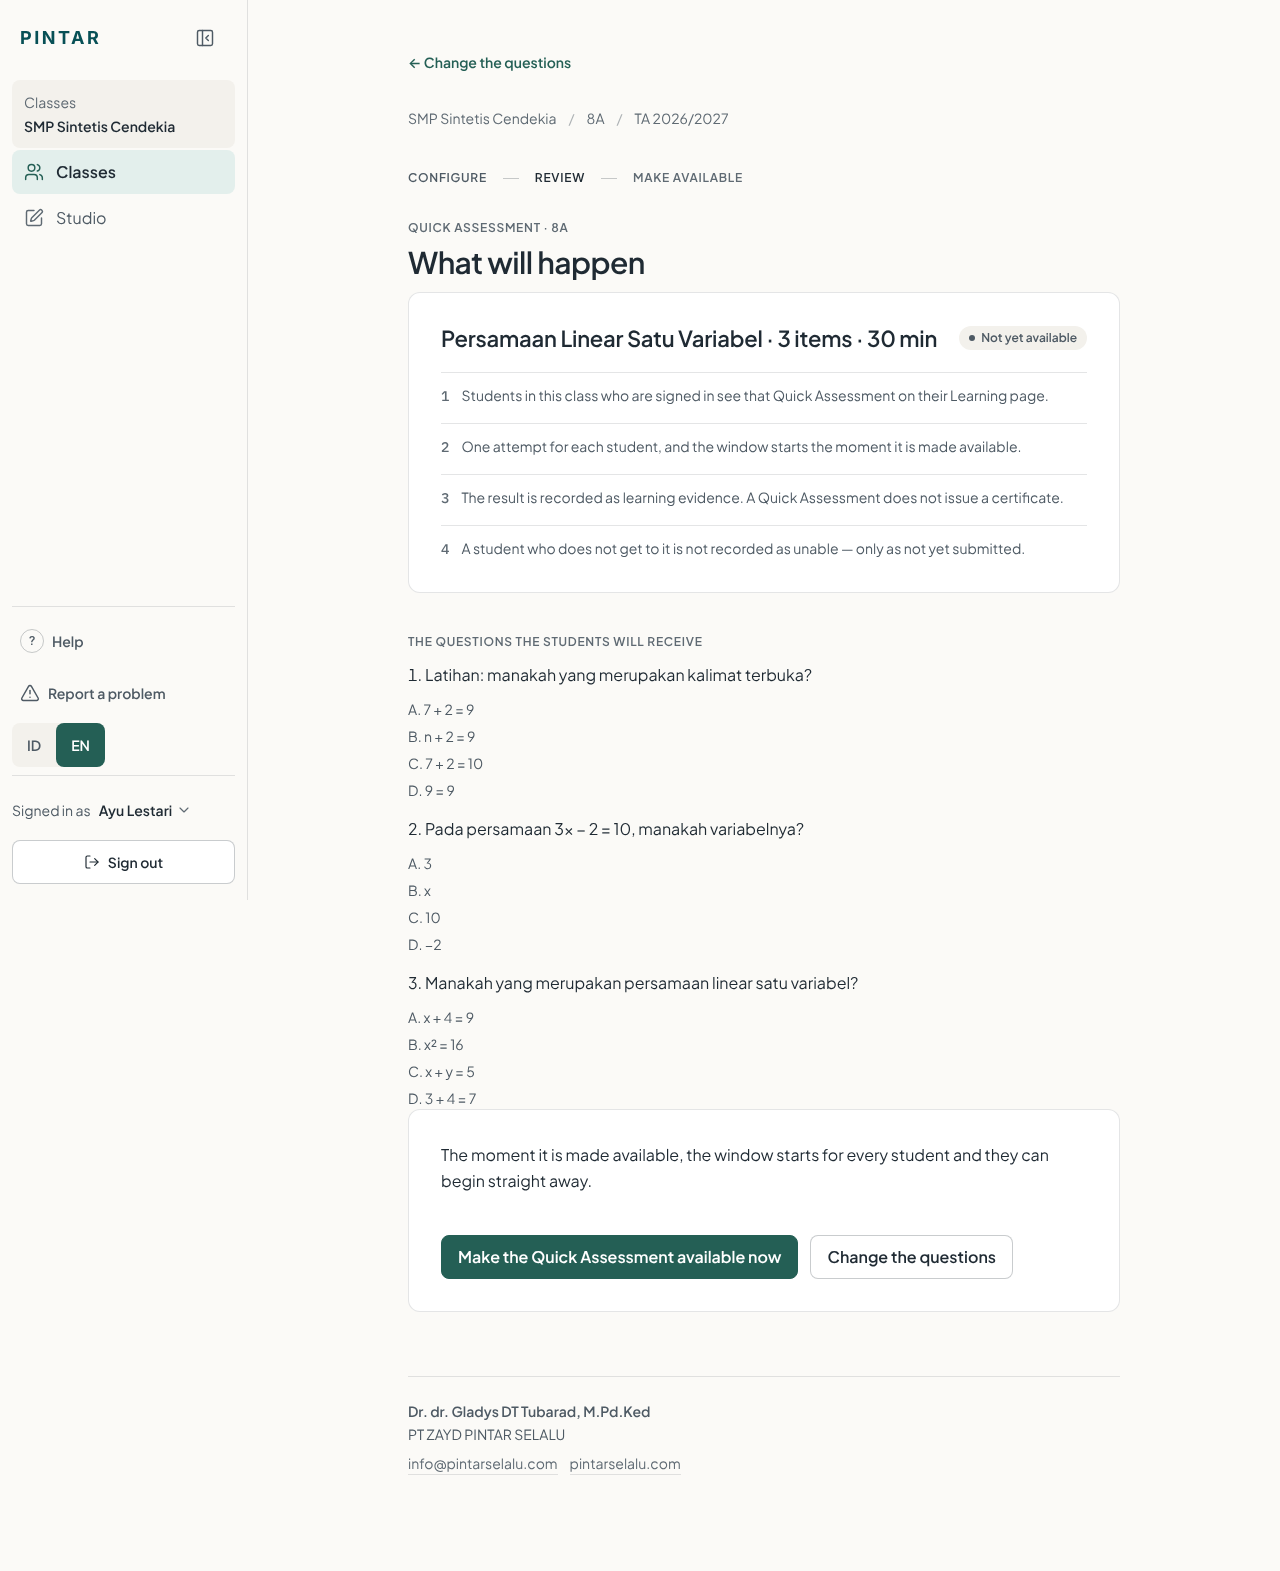 PINTAR
Classes
SMP Sintetis Cendekia
Classes
Studio
? Help
Report a problem
ID EN
Signed in as Ayu Lestari
Sign out
← Change the questions
SMP Sintetis Cendekia / 8A / TA 2026/2027
CONFIGURE — REVIEW — MAKE AVAILABLE
QUICK ASSESSMENT · 8A
What will happen
Persamaan Linear Satu Variabel · 3 items · 30 min
Not yet available
1 Students in this class who are signed in see that Quick Assessment on their Learning page.
2 One attempt for each student, and the window starts the moment it is made available.
3 The result is recorded as learning evidence. A Quick Assessment does not issue a certificate.
4 A student who does not get to it is not recorded as unable — only as not yet submitted.
THE QUESTIONS THE STUDENTS WILL RECEIVE
1. Latihan: manakah yang merupakan kalimat terbuka?
A. 7 + 2 = 9
B. n + 2 = 9
C. 7 + 2 = 10
D. 9 = 9
2. Pada persamaan 3× − 2 = 10, manakah variabelnya?
A. 3
B. x
C. 10
D. −2
3. Manakah yang merupakan persamaan linear satu variabel?
A. x + 4 = 9
B. x² = 16
C. x + y = 5
D. 3 + 4 = 7
The moment it is made available, the window starts for every student and they can
begin straight away.
Make the Quick Assessment available now
Change the questions
Dr. dr. Gladys DT Tubarad, M.Pd.Ked
PT ZAYD PINTAR SELALU
info@pintarselalu.com pintarselalu.com